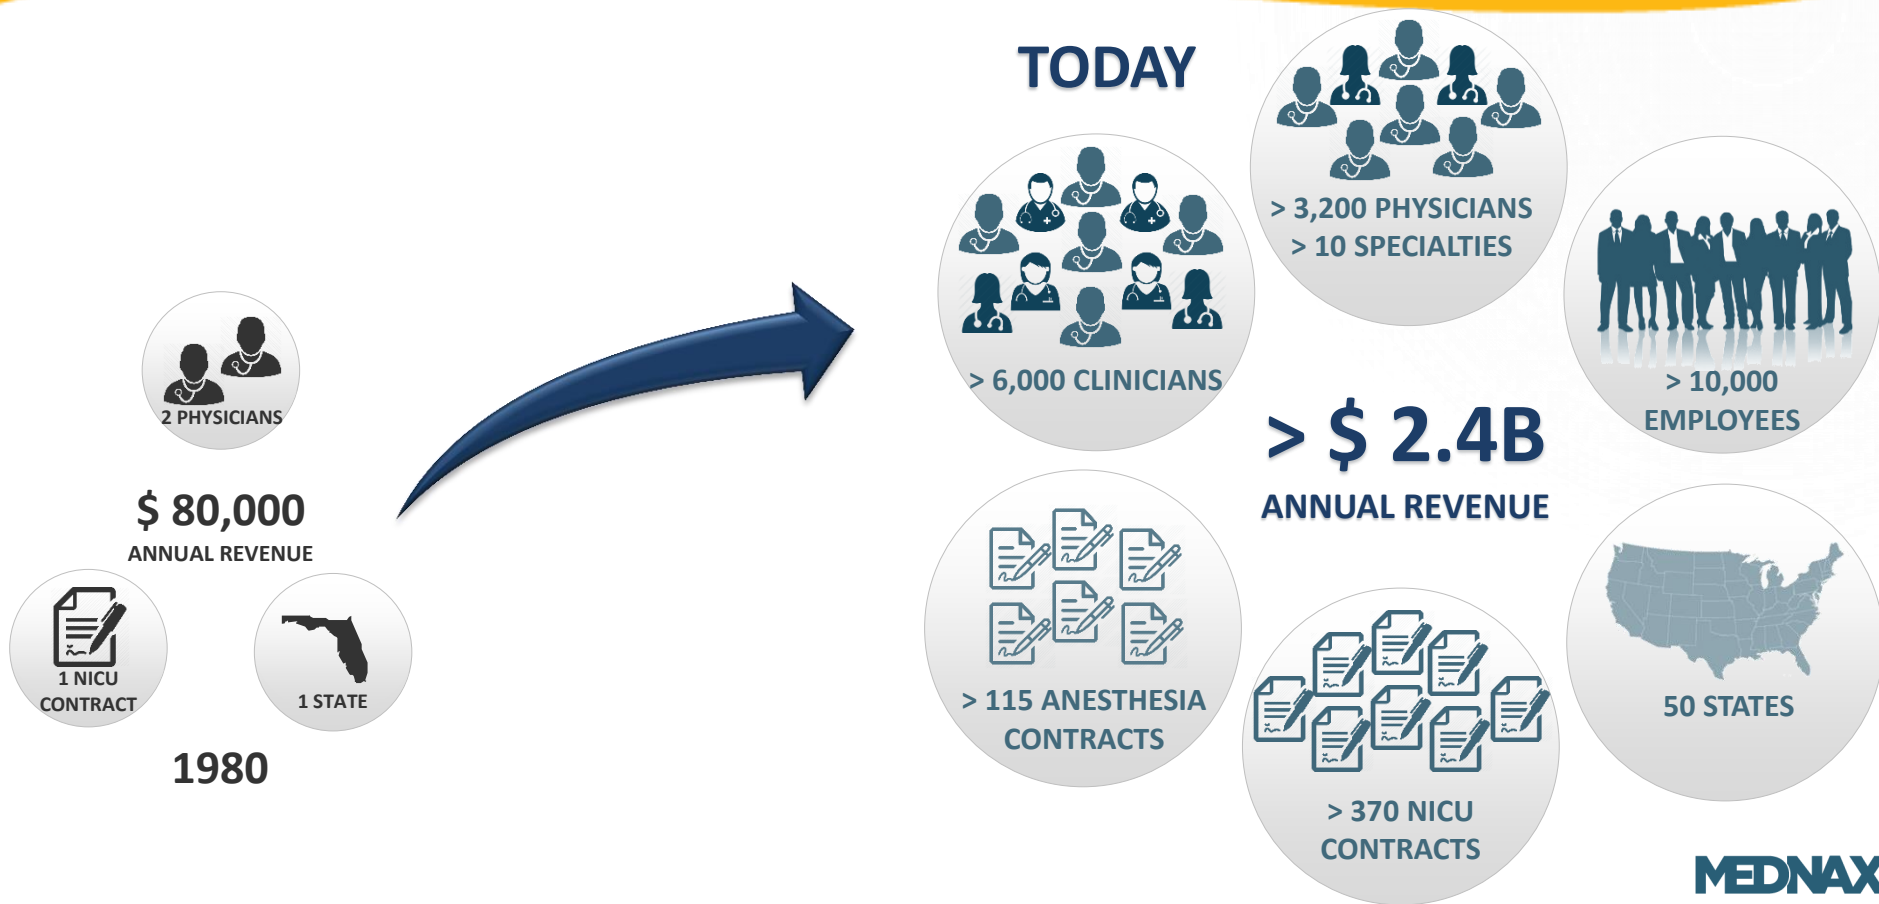 2 PHYSICIANS
$ 80,000
ANNUAL REVENUE
1 NICU
CONTRACT
1 STATE
1980
TODAY
> 3,200 PHYSICIANS
> 10 SPECIALTIES
> 6,000 CLINICIANS
> 10,000
EMPLOYEES
> $ 2.4B
ANNUAL REVENUE
> 115 ANESTHESIA
CONTRACTS
> 370 NICU
CONTRACTS
50 STATES
MEDNAX